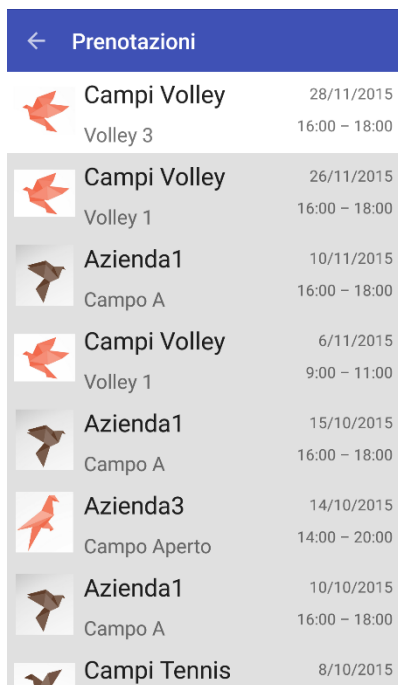 Prenotazioni
Campi Volley 28/11/2015
Volley 3 16:00 – 18:00
Campi Volley 26/11/2015
Volley 1 16:00 – 18:00
Azienda1 10/11/2015
Campo A 16:00 – 18:00
Campi Volley 6/11/2015
Volley 1 9:00 – 11:00
Azienda1 15/10/2015
Campo A 16:00 – 18:00
Azienda3 14/10/2015
Campo Aperto 14:00 – 20:00
Azienda1 10/10/2015
Campo A 16:00 – 18:00
Campi Tennis 8/10/2015